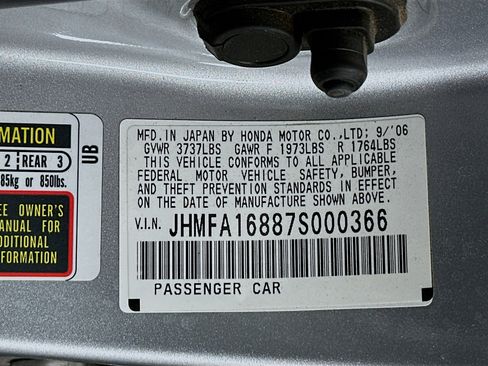 MATION
2 REAR 3
85kg or 850lbs.
EE OWNER'S
MANUAL FOR
DDITIONAL
FORMATION
UB
MFD.IN JAPAN BY HONDA MOTOR CO.,LTD; 9/'06
GVWR 3737LBS GAWR F 1973LBS R 1764LBS
THIS VEHICLE CONFORMS TO ALL APPLICABLE
FEDERAL MOTOR VEHICLE SAFETY, BUMPER,
AND THEFT PREVENTION STANDARDS IN EFFECT
ON THE DATE OF MANUFACTURE SHOWN ABOVE.
V.I.N. JHMFA16887S000366
PASSENGER CAR